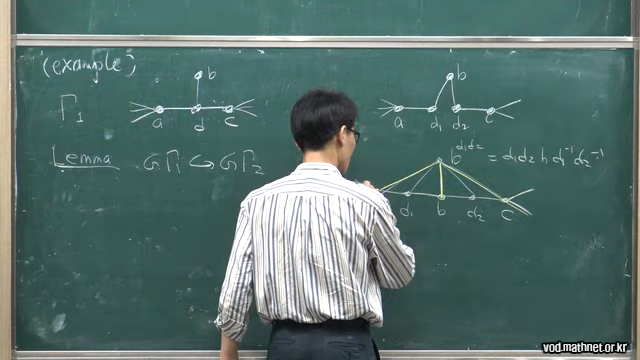 (example)
b
Γ₁
a d c
b
a d₁ d₂ c
Lemma GΓ₁ ↪ GΓ₂
b^{d₁d₂} = d₁d₂ b d₁⁻¹ d₂⁻¹
d₁ b d₂ c
vod.mathnet.or.kr